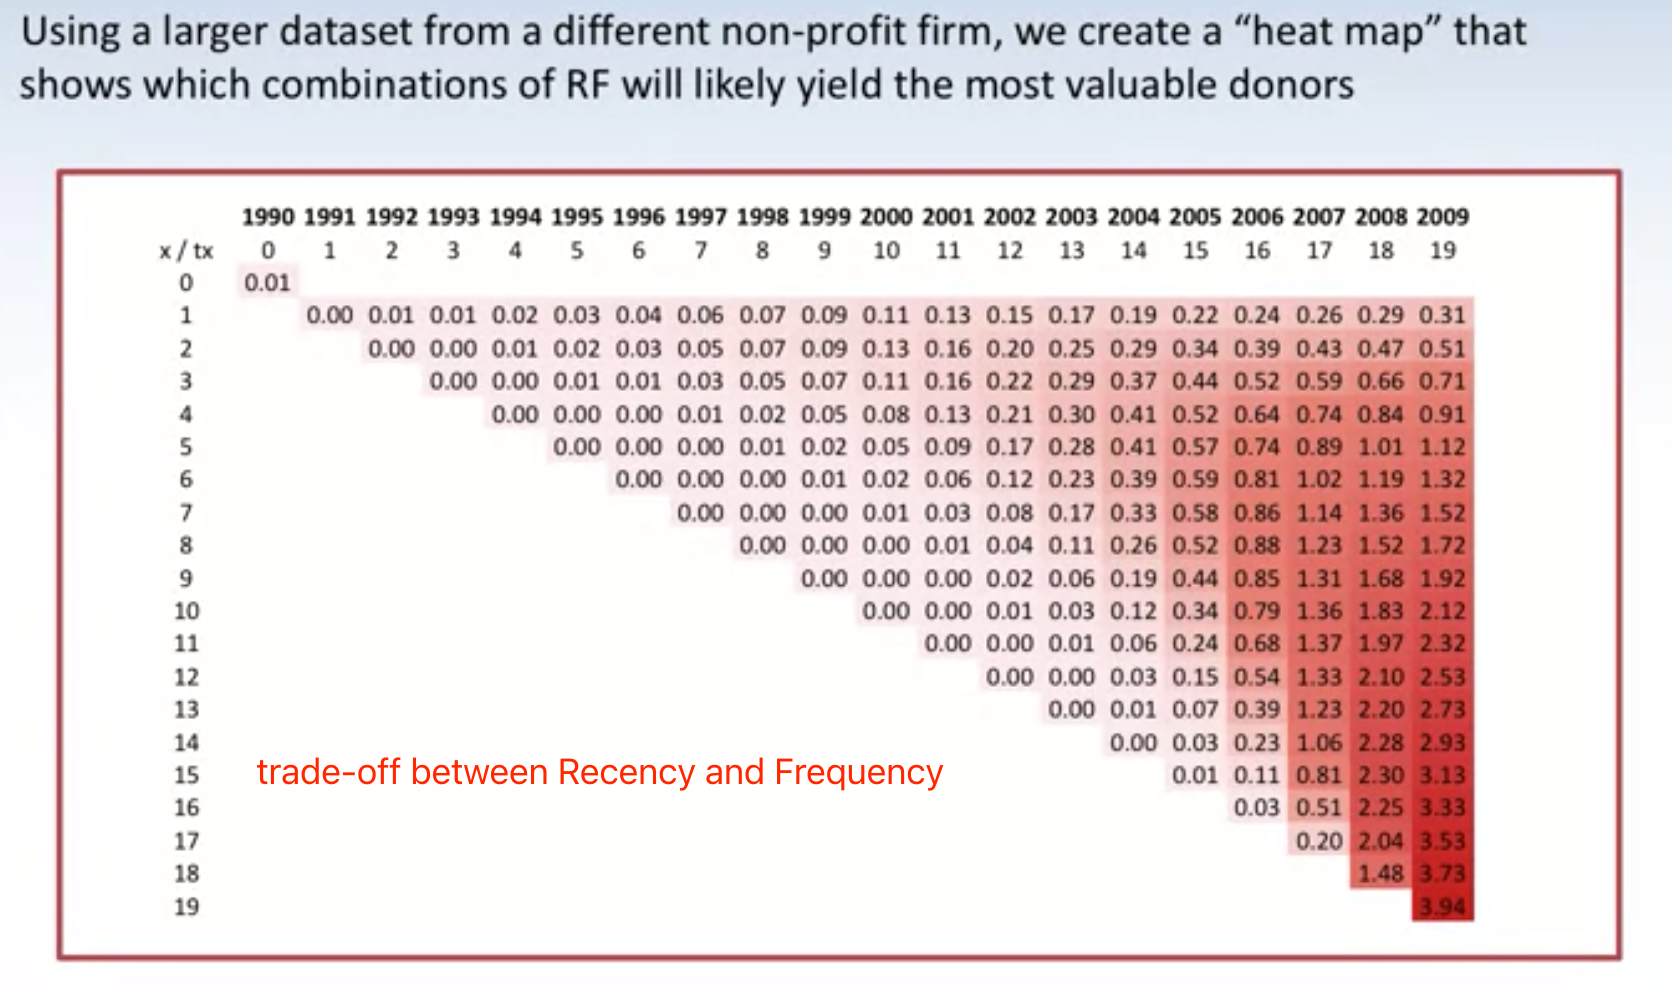 Using a larger dataset from a different non-profit firm, we create a “heat map” that
shows which combinations of RF will likely yield the most valuable donors
1990 1991 1992 1993 1994 1995 1996 1997 1998 1999 2000 2001 2002 2003 2004 2005 2006 2007 2008 2009
x / tx 0 1 2 3 4 5 6 7 8 9 10 11 12 13 14 15 16 17 18 19
0 0.01
1 0.00 0.01 0.01 0.02 0.03 0.04 0.06 0.07 0.09 0.11 0.13 0.15 0.17 0.19 0.22 0.24 0.26 0.29 0.31
2 0.00 0.00 0.01 0.02 0.03 0.05 0.07 0.09 0.13 0.16 0.20 0.25 0.29 0.34 0.39 0.43 0.47 0.51
3 0.00 0.00 0.01 0.01 0.03 0.05 0.07 0.11 0.16 0.22 0.29 0.37 0.44 0.52 0.59 0.66 0.71
4 0.00 0.00 0.00 0.01 0.02 0.05 0.08 0.13 0.21 0.30 0.41 0.52 0.64 0.74 0.84 0.91
5 0.00 0.00 0.00 0.01 0.02 0.05 0.09 0.17 0.28 0.41 0.57 0.74 0.89 1.01 1.12
6 0.00 0.00 0.00 0.01 0.02 0.06 0.12 0.23 0.39 0.59 0.81 1.02 1.19 1.32
7 0.00 0.00 0.00 0.01 0.03 0.08 0.17 0.33 0.58 0.86 1.14 1.36 1.52
8 0.00 0.00 0.00 0.01 0.04 0.11 0.26 0.52 0.88 1.23 1.52 1.72
9 0.00 0.00 0.00 0.02 0.06 0.19 0.44 0.85 1.31 1.68 1.92
10 0.00 0.00 0.01 0.03 0.12 0.34 0.79 1.36 1.83 2.12
11 0.00 0.00 0.01 0.06 0.24 0.68 1.37 1.97 2.32
12 0.00 0.00 0.03 0.15 0.54 1.33 2.10 2.53
13 0.00 0.01 0.07 0.39 1.23 2.20 2.73
14 0.00 0.03 0.23 1.06 2.28 2.93
15 trade-off between Recency and Frequency 0.01 0.11 0.81 2.30 3.13
16 0.03 0.51 2.25 3.33
17 0.20 2.04 3.53
18 1.48 3.73
19 3.94